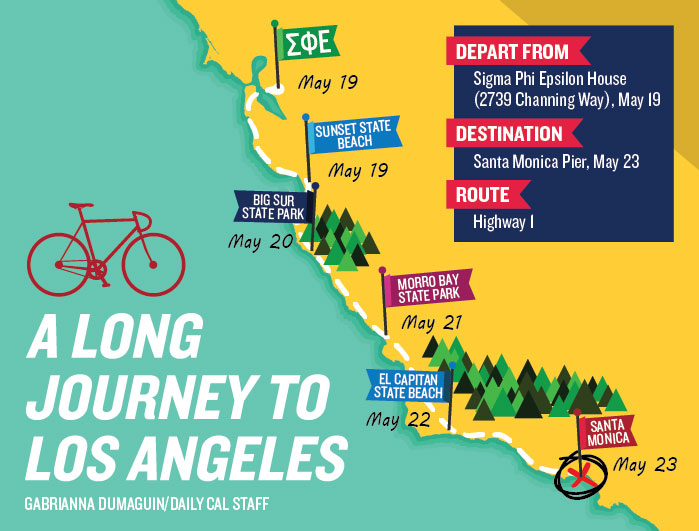 ΣΦΕ
May 19
SUNSET STATE
BEACH
May 19
BIG SUR
STATE PARK
May 20
MORRO BAY
STATE PARK
May 21
EL CAPITAN
STATE BEACH
May 22
SANTA
MONICA
May 23
DEPART FROM
Sigma Phi Epsilon House
(2739 Channing Way), May 19
DESTINATION
Santa Monica Pier, May 23
ROUTE
Highway 1
A LONG
JOURNEY TO
LOS ANGELES
GABRIANNA DUMAGUIN/DAILY CAL STAFF